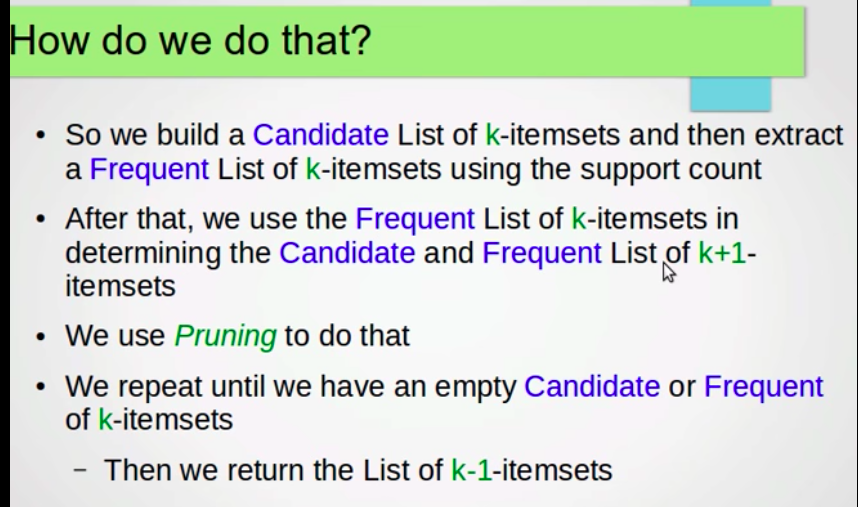 How do we do that?
• So we build a Candidate List of k-itemsets and then extract
a Frequent List of k-itemsets using the support count
• After that, we use the Frequent List of k-itemsets in
determining the Candidate and Frequent List of k+1-
itemsets
• We use Pruning to do that
• We repeat until we have an empty Candidate or Frequent
of k-itemsets
– Then we return the List of k-1-itemsets